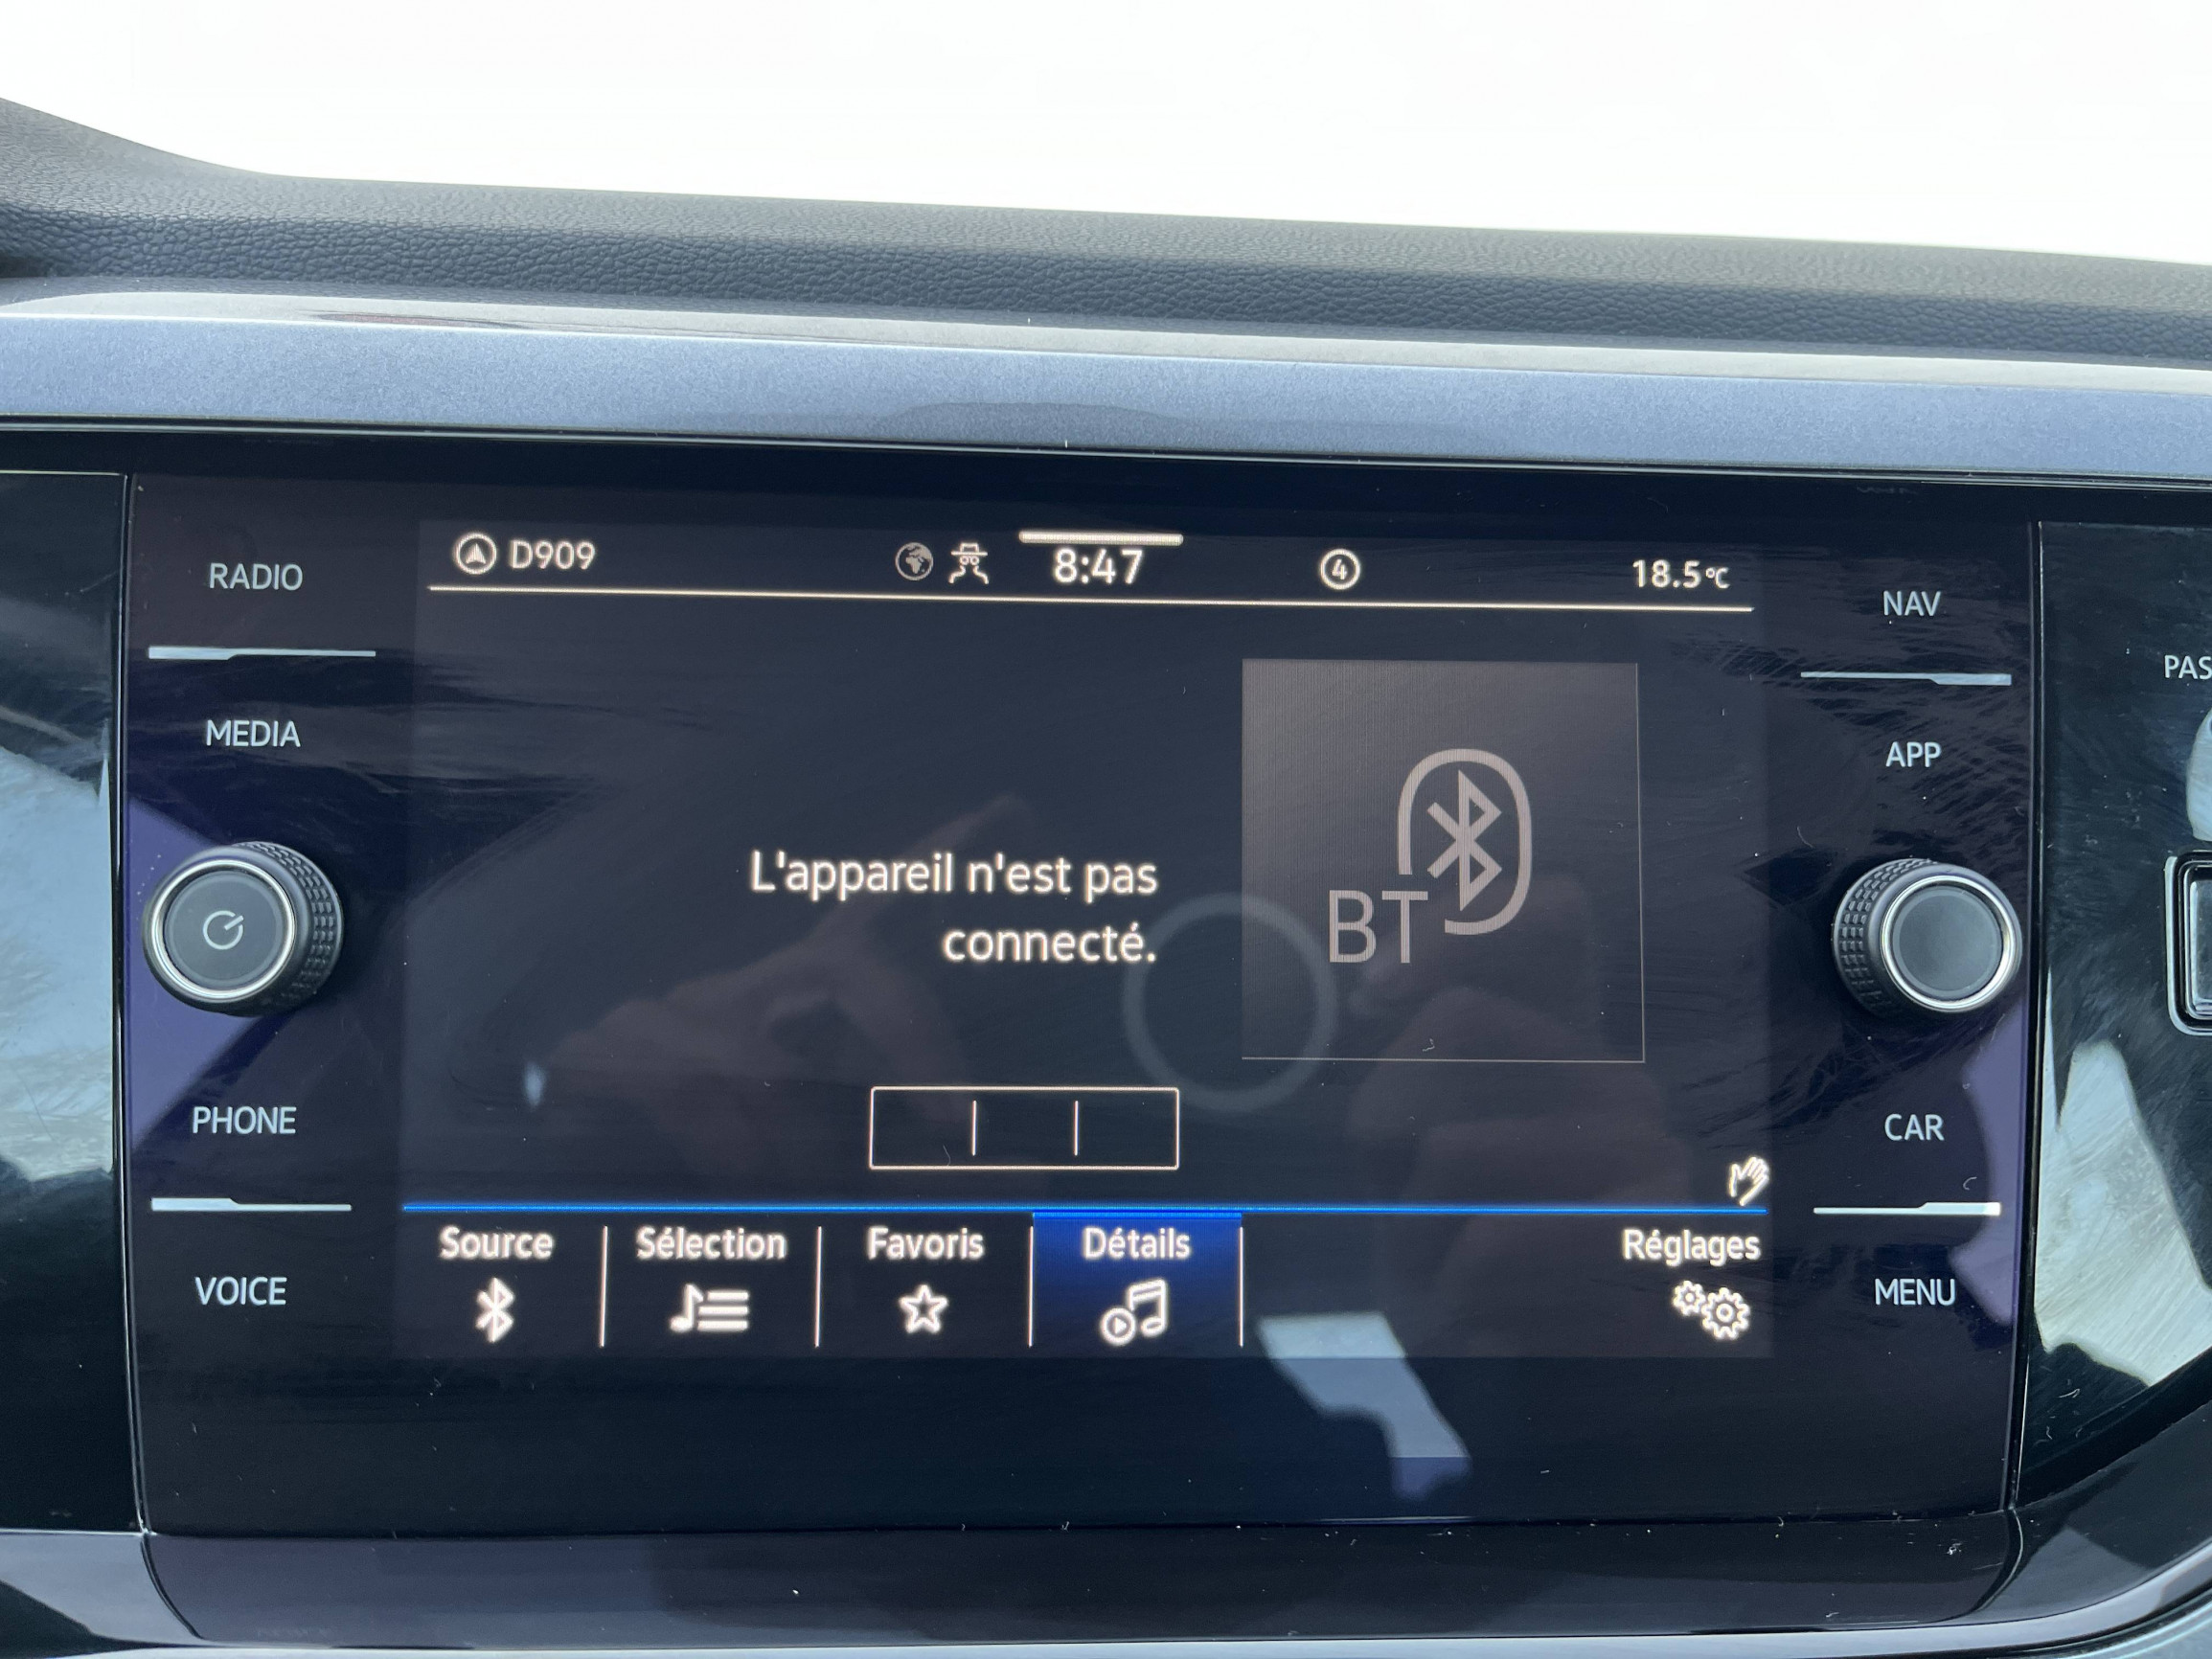 D909
8:47
4
18.5°C
RADIO
MEDIA
PHONE
VOICE
L'appareil n'est pas
connecté.
BT
Source
Sélection
Favoris
Détails
Réglages
NAV
APP
CAR
MENU
PAS